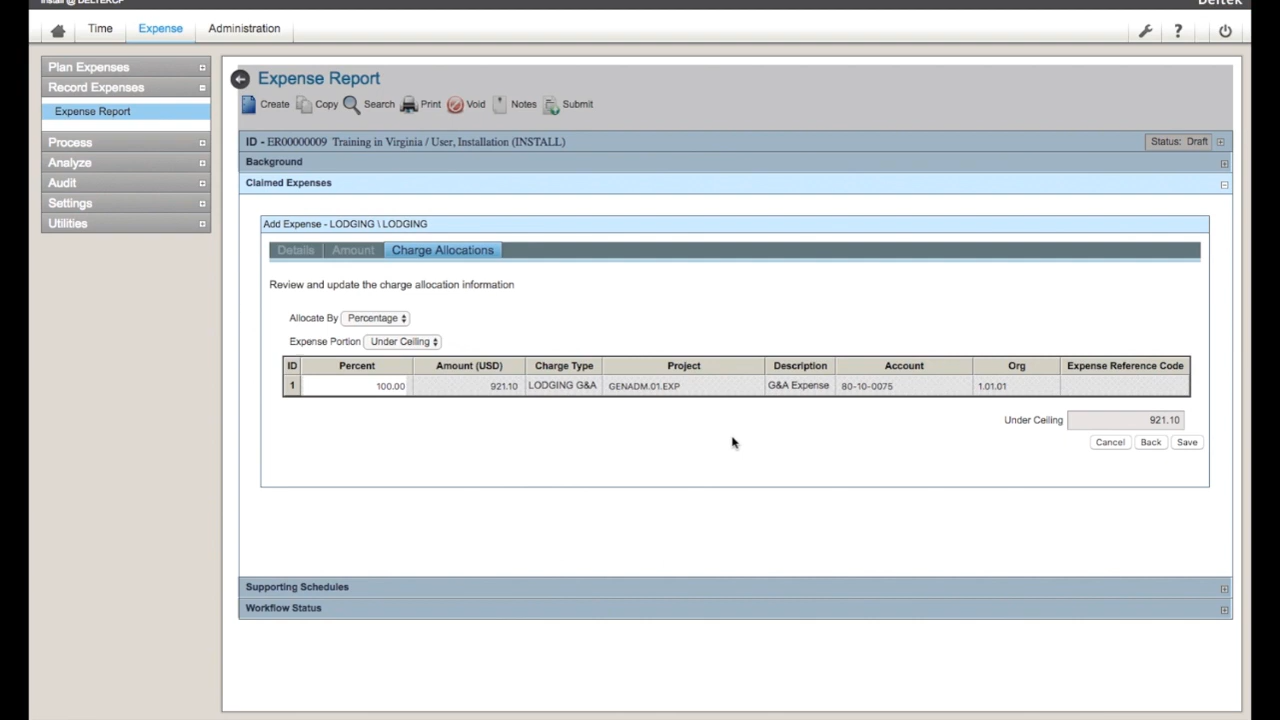 Install @ DELTEKCP
Deltek
Time Expense Administration ?
Plan Expenses
Record Expenses
Expense Report
Process
Analyze
Audit
Settings
Utilities
Expense Report
Create Copy Search Print Void Notes Submit
ID - ER00000009 Training in Virginia / User, Installation (INSTALL) Status: Draft
Background
Claimed Expenses
Add Expense - LODGING \ LODGING
Details Amount Charge Allocations
Review and update the charge allocation information
Allocate By Percentage
Expense Portion Under Ceiling
ID Percent Amount (USD) Charge Type Project Description Account Org Expense Reference Code
1 100.00 921.10 LODGING G&A GENADM.01.EXP G&A Expense 80-10-0075 1.01.01
Under Ceiling 921.10
Cancel Back Save
Supporting Schedules
Workflow Status